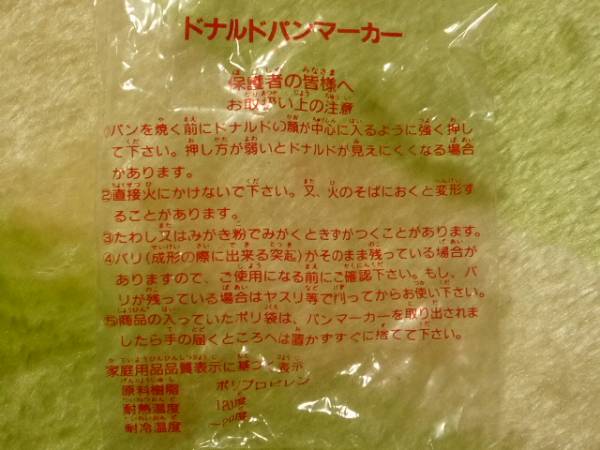 ドナルドパンマーカー
保護者の皆様へ
お取扱い上の注意
①パンを焼く前にドナルドの顔が中心に入るように強く押し
て下さい。押し方が弱いとドナルドが見えにくくなる場合
があります。
②直接火にかけないで下さい。又、火のそばにおくと変形す
ることがあります。
③たわし又はみがき粉でみがくときずがつくことがあります。
④バリ(成形の際に出来る突起)がそのまま残っている場合が
ありますので、ご使用になる前にご確認下さい。もし、バ
リが残っている場合はヤスリ等で削ってからお使い下さい。
⑤商品の入っていたポリ袋は、パンマーカーを取り出されま
したら手の届くところへは置かずすぐに捨てて下さい。
家庭用品品質表示に基づく表示
原料樹脂 ポリプロピレン
耐熱温度 120度
耐冷温度